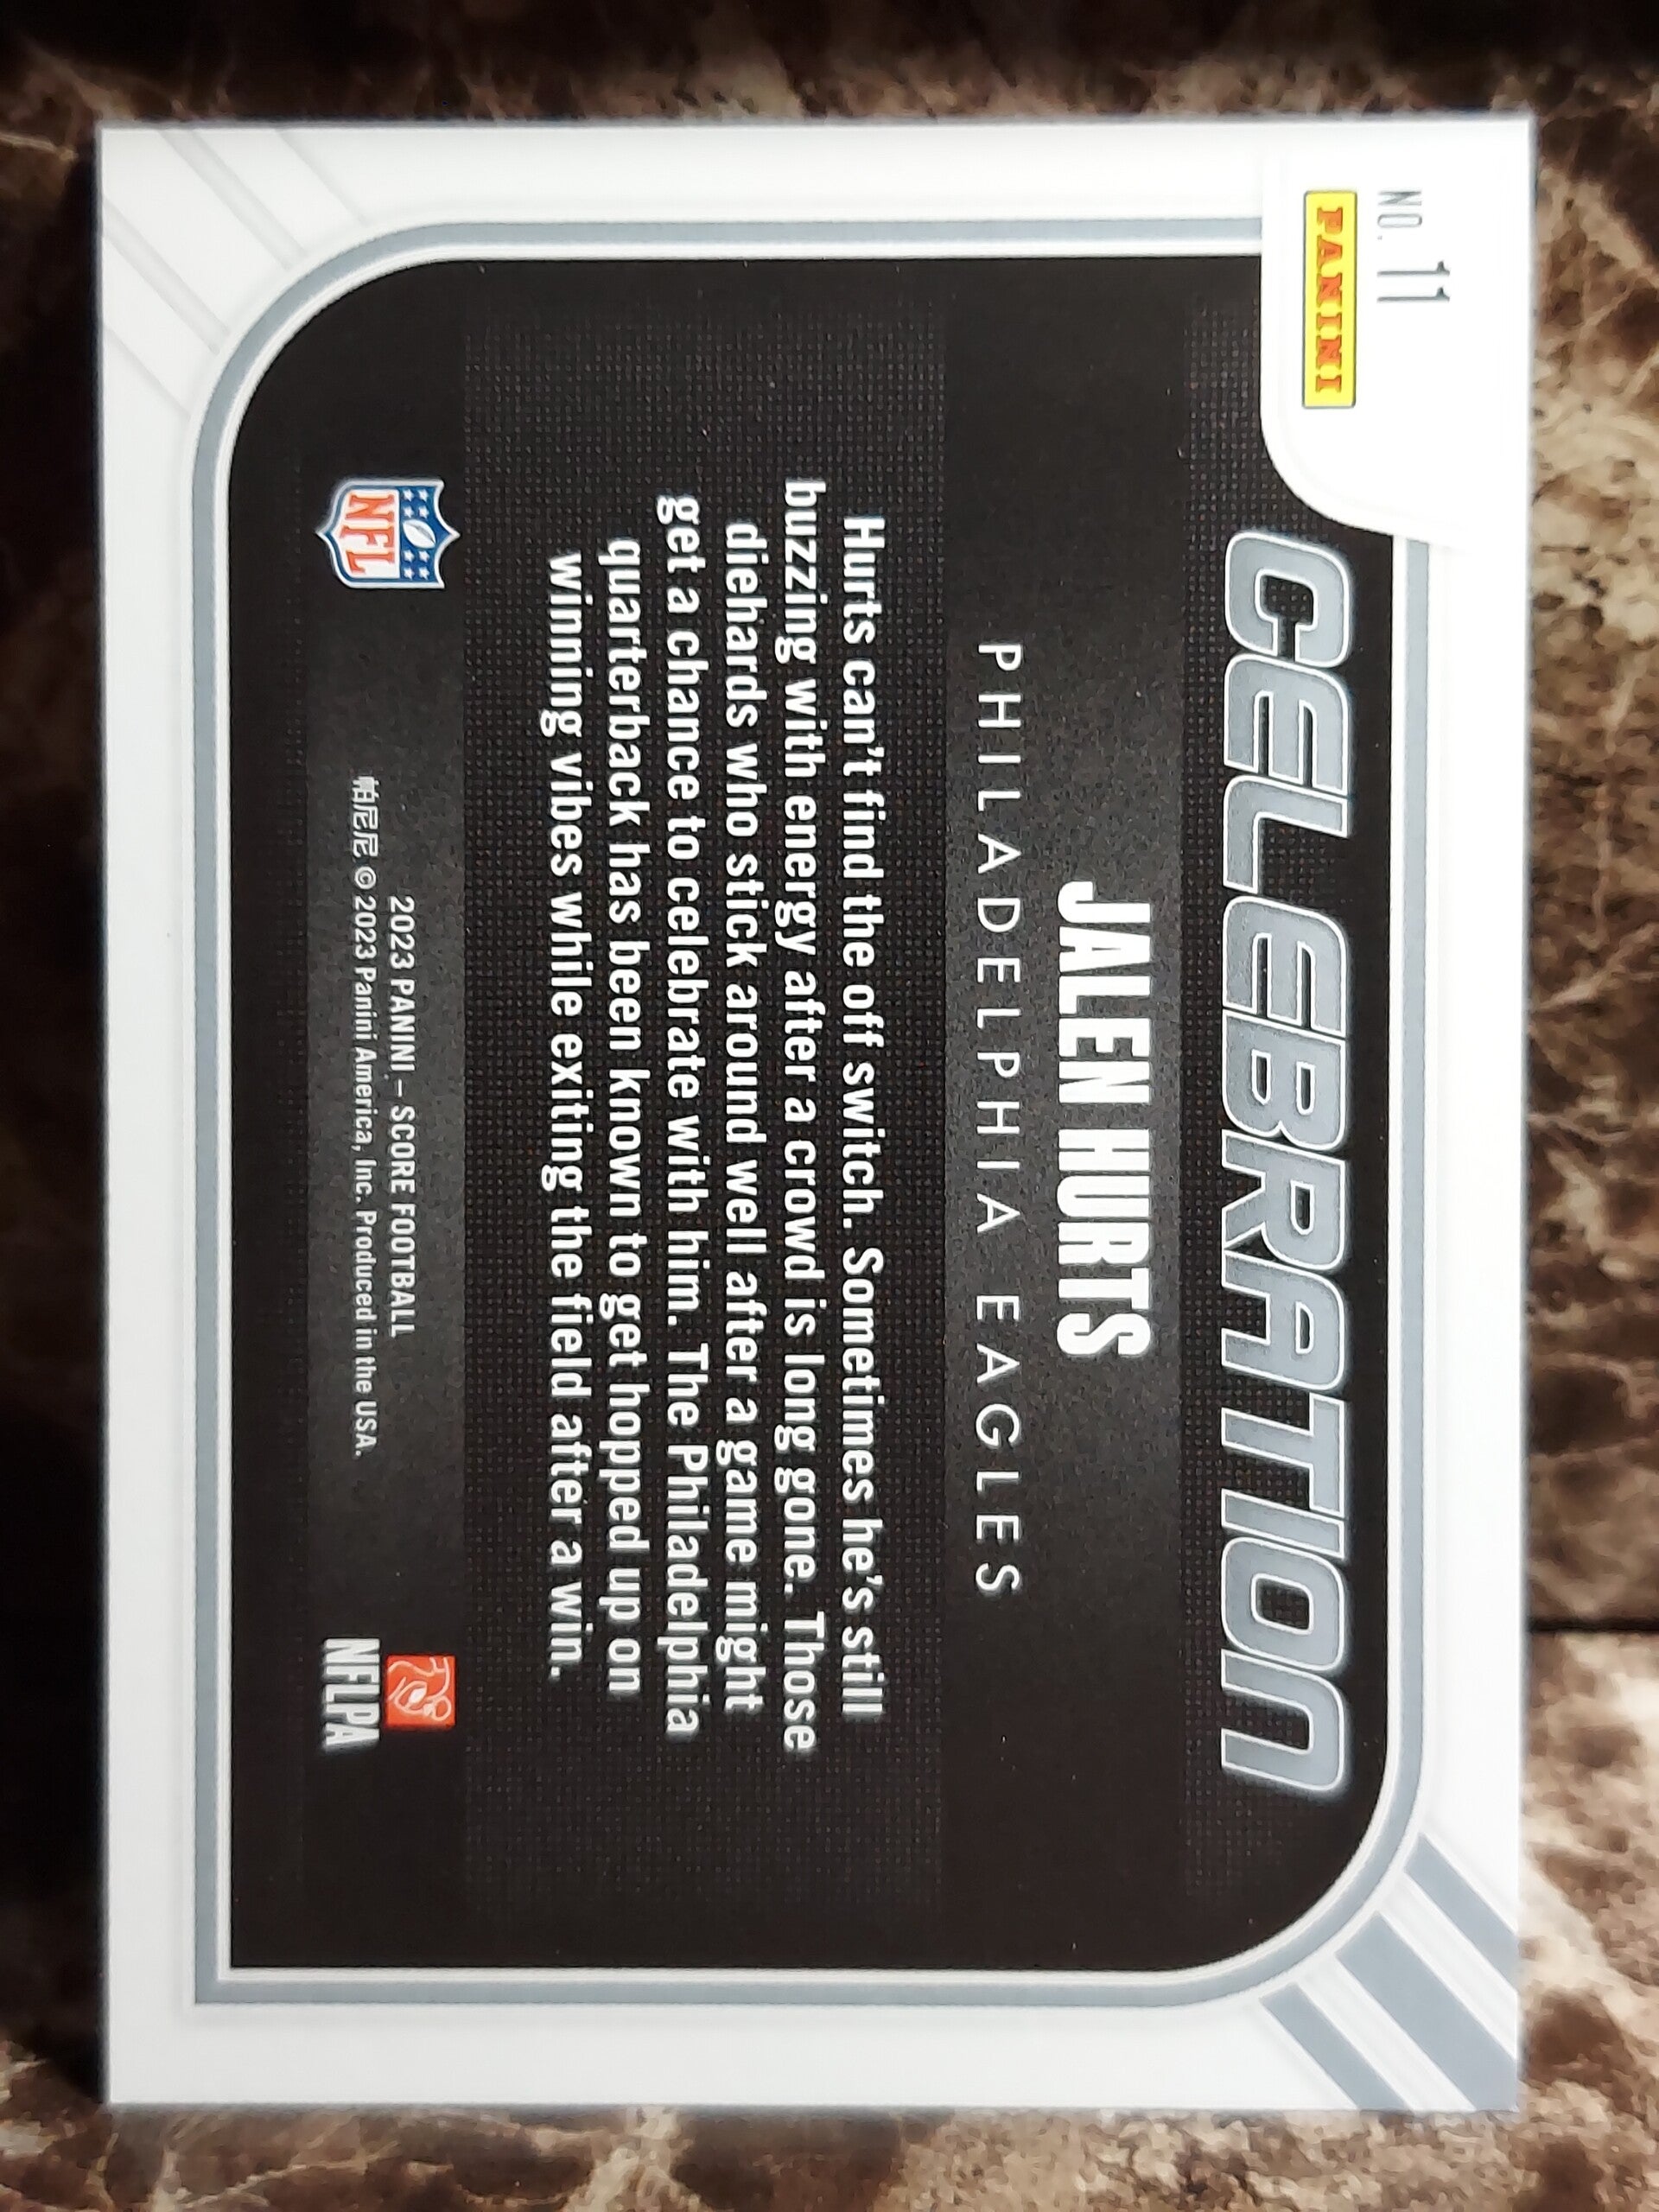 NO. 11
PANINI
CELEBRATION
JALEN HURTS
PHILADELPHIA EAGLES
Hurts can't find the off switch. Sometimes he's still
buzzing with energy after a crowd is long gone. Those
diehards who stick around well after a game might
get a chance to celebrate with him. The Philadelphia
quarterback has been known to get hopped up on
winning vibes while exiting the field after a win.
NFL
2023 PANINI – SCORE FOOTBALL
帕尼尼 © 2023 Panini America, Inc. Produced in the USA.
NFLPA